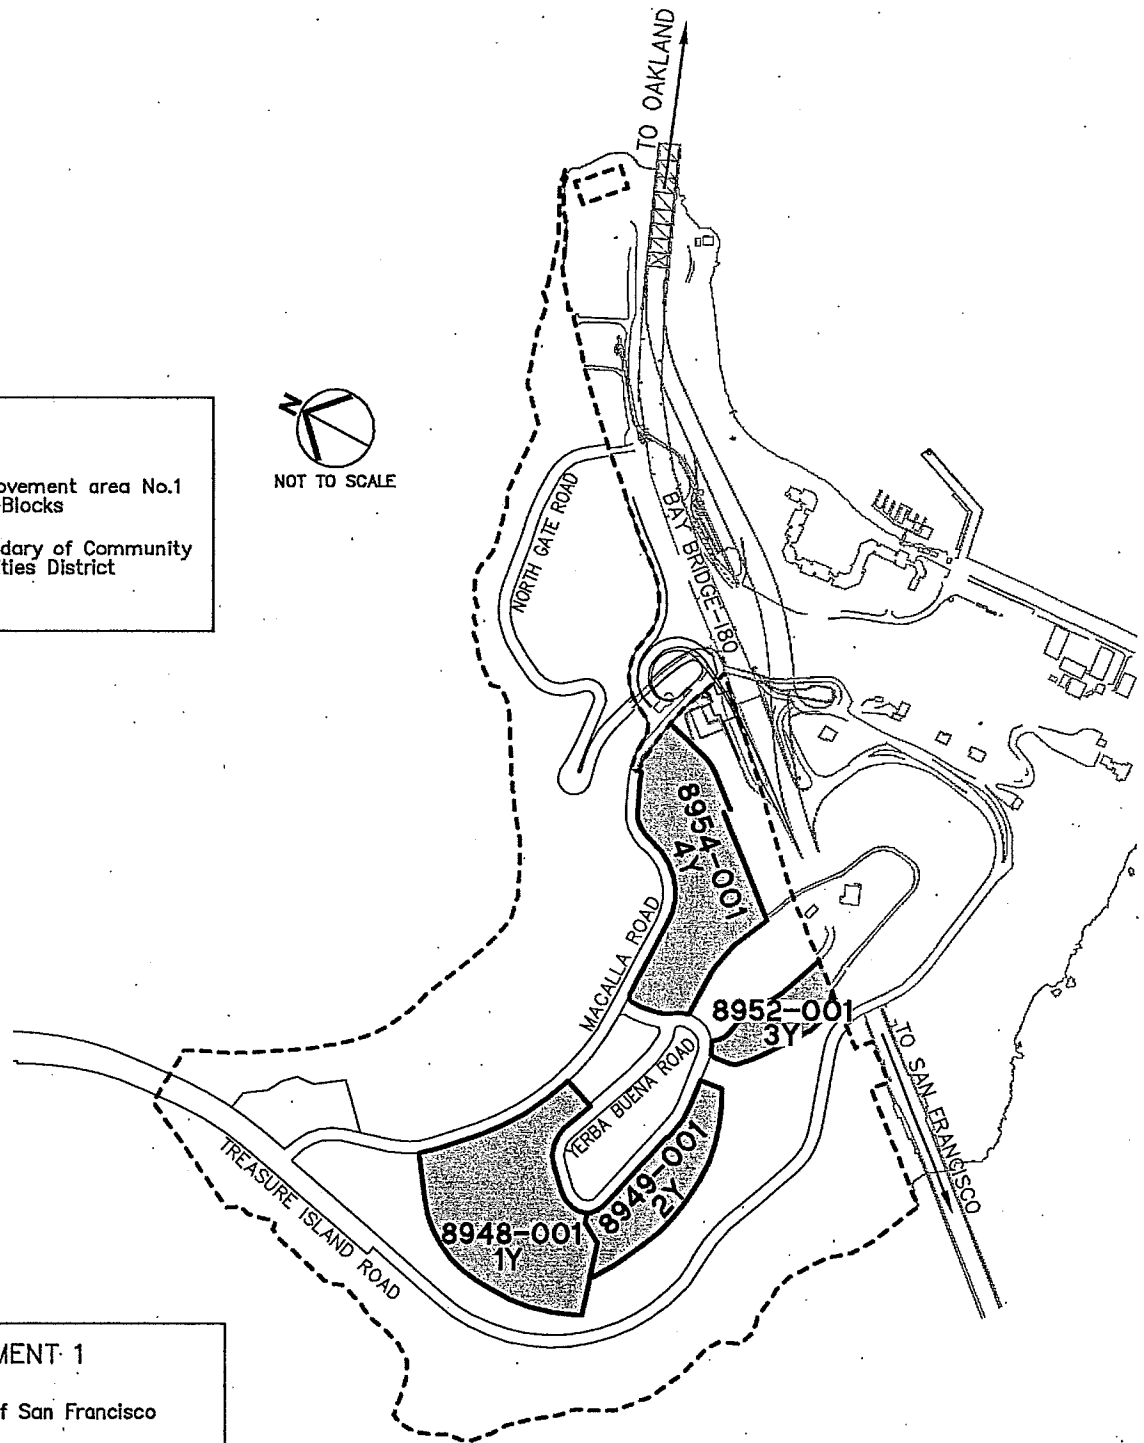 TO OAKLAND
N
NOT TO SCALE
ovement area No.1
-Blocks
dary of Community
ties District
NORTH GATE ROAD
BAY BRIDGE-I80
8954-001
4Y
MACALLA ROAD
8952-001
3Y
YERBA BUENA ROAD
TO SAN FRANCISCO
TREASURE ISLAND ROAD
8949-001
2Y
8948-001
1Y
MENT 1
f San Francisco